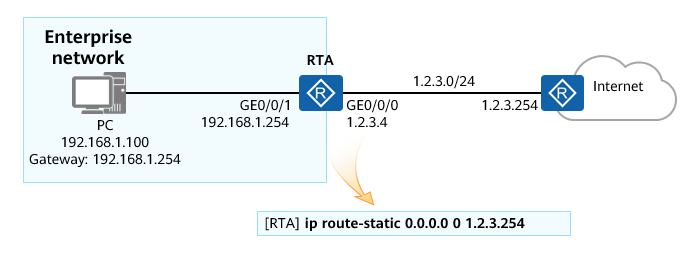 Enterprise
network
RTA
R
GE0/0/1
192.168.1.254
PC
192.168.1.100
Gateway: 192.168.1.254
GE0/0/0
1.2.3.4
1.2.3.0/24
1.2.3.254
R
Internet
[RTA] ip route-static 0.0.0.0 0 1.2.3.254